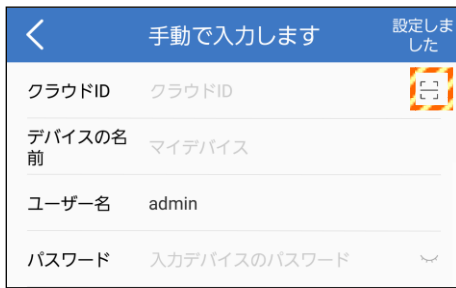 手動で入力します
設定しま
した
クラウドID
クラウドID
デバイスの名
前
マイデバイス
ユーザー名
admin
パスワード
入力デバイスのパスワード